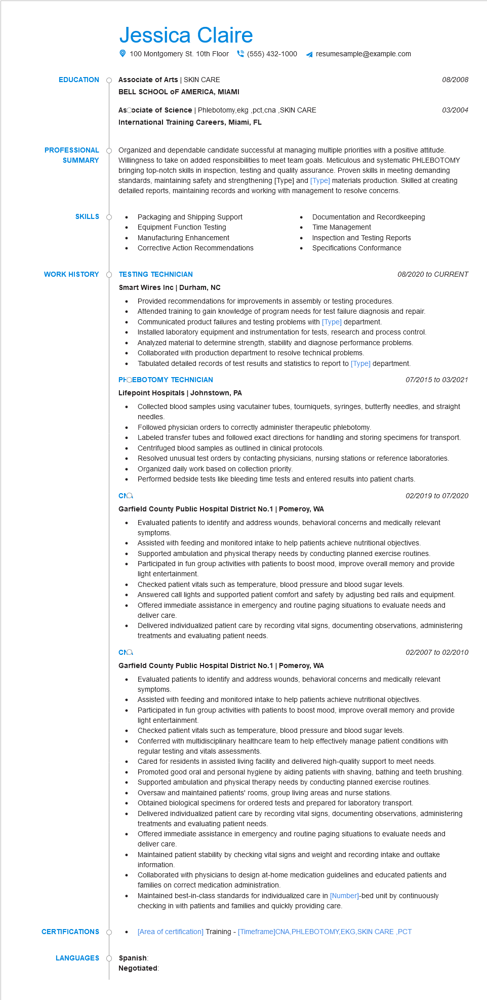 Jessica Claire
100 Montgomery St. 10th Floor (555) 432-1000 resumesample@example.com
EDUCATION
Associate of Arts | SKIN CARE 08/2008
BELL SCHOOL oF AMERICA, MIAMI
Associate of Science | Phlebotomy,ekg ,pct,cna ,SKIN CARE 03/2004
International Training Careers, Miami, FL
PROFESSIONAL
SUMMARY
Organized and dependable candidate successful at managing multiple priorities with a positive attitude.
Willingness to take on added responsibilities to meet team goals. Meticulous and systematic PHLEBOTOMY
bringing top-notch skills in inspection, testing and quality assurance. Proven skills in meeting demanding
standards, maintaining safety and strengthening [Type] and [Type] materials production. Skilled at creating
detailed reports, maintaining records and working with management to resolve concerns.
SKILLS
• Packaging and Shipping Support
• Equipment Function Testing
• Manufacturing Enhancement
• Corrective Action Recommendations
• Documentation and Recordkeeping
• Time Management
• Inspection and Testing Reports
• Specifications Conformance
WORK HISTORY
TESTING TECHNICIAN 08/2020 to CURRENT
Smart Wires Inc | Durham, NC
• Provided recommendations for improvements in assembly or testing procedures.
• Attended training to gain knowledge of program needs for test failure diagnosis and repair.
• Communicated product failures and testing problems with [Type] department.
• Installed laboratory equipment and instrumentation for tests, research and process control.
• Analyzed material to determine strength, stability and diagnose performance problems.
• Collaborated with production department to resolve technical problems.
• Tabulated detailed records of test results and statistics to report to [Type] department.
PHLEBOTOMY TECHNICIAN 07/2015 to 03/2021
Lifepoint Hospitals | Johnstown, PA
• Collected blood samples using vacutainer tubes, tourniquets, syringes, butterfly needles, and straight
needles.
• Followed physician orders to correctly administer therapeutic phlebotomy.
• Labeled transfer tubes and followed exact directions for handling and storing specimens for transport.
• Centrifuged blood samples as outlined in clinical protocols.
• Resolved unusual test orders by contacting physicians, nursing stations or reference laboratories.
• Organized daily work based on collection priority.
• Performed bedside tests like bleeding time tests and entered results into patient charts.
CNA 02/2019 to 07/2020
Garfield County Public Hospital District No.1 | Pomeroy, WA
• Evaluated patients to identify and address wounds, behavioral concerns and medically relevant
symptoms.
• Assisted with feeding and monitored intake to help patients achieve nutritional objectives.
• Supported ambulation and physical therapy needs by conducting planned exercise routines.
• Participated in fun group activities with patients to boost mood, improve overall memory and provide
light entertainment.
• Checked patient vitals such as temperature, blood pressure and blood sugar levels.
• Answered call lights and supported patient comfort and safety by adjusting bed rails and equipment.
• Offered immediate assistance in emergency and routine paging situations to evaluate needs and
deliver care.
• Delivered individualized patient care by recording vital signs, documenting observations, administering
treatments and evaluating patient needs.
CNA 02/2007 to 02/2010
Garfield County Public Hospital District No.1 | Pomeroy, WA
• Evaluated patients to identify and address wounds, behavioral concerns and medically relevant
symptoms.
• Assisted with feeding and monitored intake to help patients achieve nutritional objectives.
• Participated in fun group activities with patients to boost mood, improve overall memory and provide
light entertainment.
• Checked patient vitals such as temperature, blood pressure and blood sugar levels.
• Conferred with multidisciplinary healthcare team to help effectively manage patient conditions with
regular testing and vitals assessments.
• Cared for residents in assisted living facility and delivered high-quality support to meet needs.
• Promoted good oral and personal hygiene by aiding patients with shaving, bathing and teeth brushing.
• Supported ambulation and physical therapy needs by conducting planned exercise routines.
• Oversaw and maintained patients' rooms, group living areas and nurse stations.
• Obtained biological specimens for ordered tests and prepared for laboratory transport.
• Delivered individualized patient care by recording vital signs, documenting observations, administering
treatments and evaluating patient needs.
• Offered immediate assistance in emergency and routine paging situations to evaluate needs and
deliver care.
• Maintained patient stability by checking vital signs and weight and recording intake and outtake
information.
• Collaborated with physicians to design at-home medication guidelines and educated patients and
families on correct medication administration.
• Maintained best-in-class standards for individualized care in [Number]-bed unit by continuously
checking in with patients and families and quickly providing care.
CERTIFICATIONS
• [Area of certification] Training - [Timeframe]CNA,PHLEBOTOMY,EKG,SKIN CARE ,PCT
LANGUAGES
Spanish:
Negotiated: